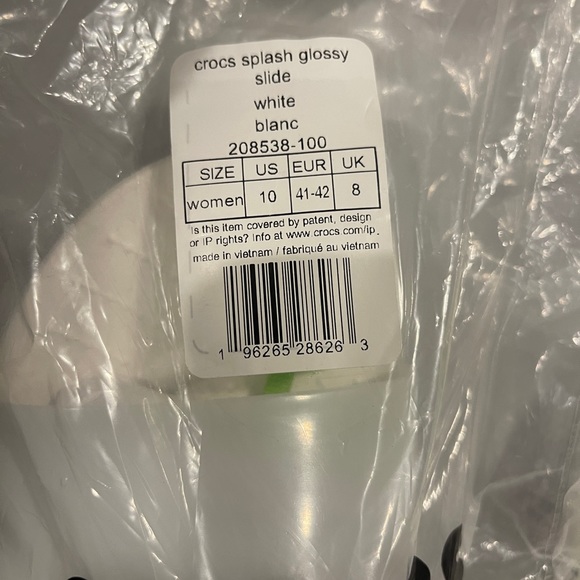 crocs splash glossy
slide
white
blanc
208538-100
SIZE US EUR UK
women 10 41-42 8
Is this item covered by patent, design
or IP rights? Info at www.crocs.com/ip.
made in vietnam / fabriqué au vietnam
1 96265 28626 3